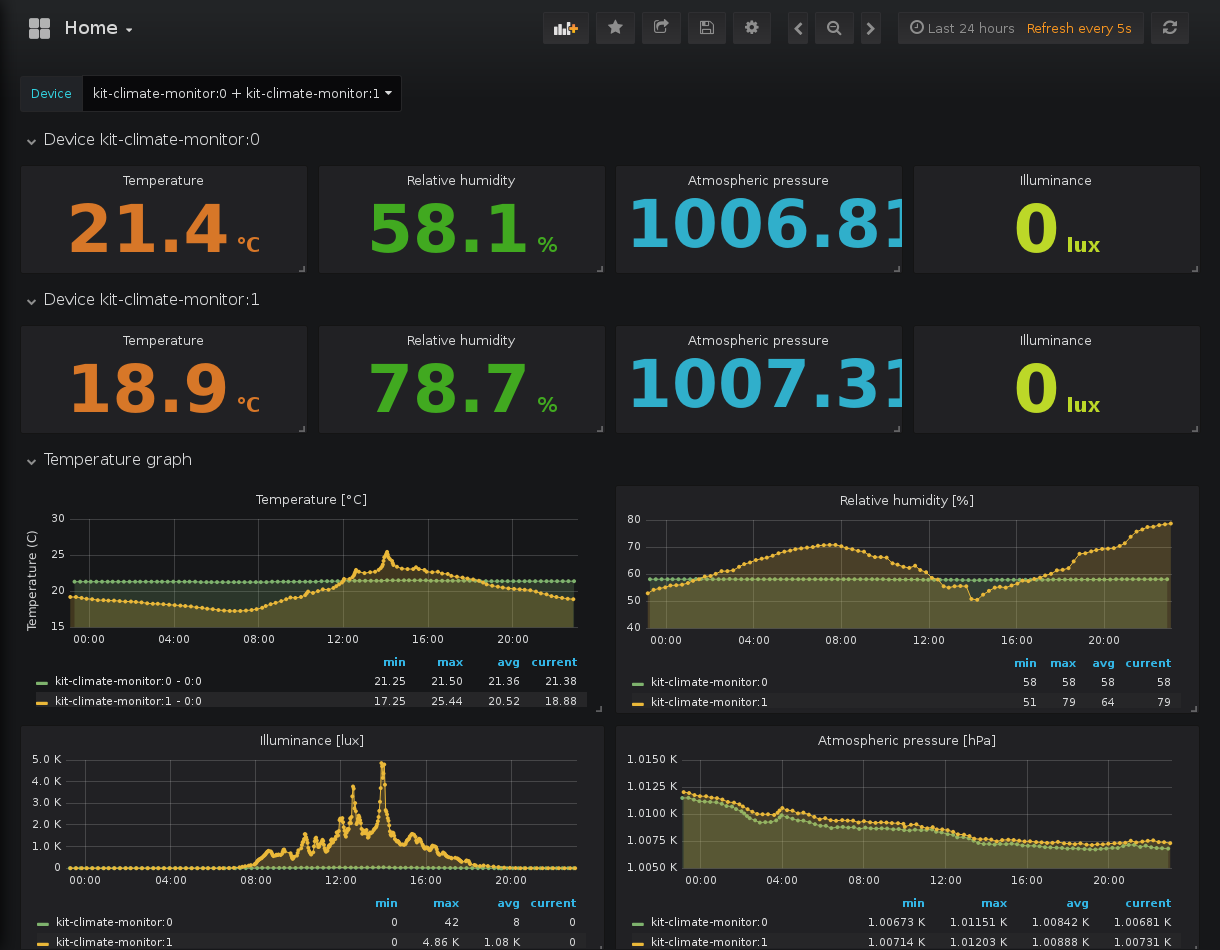 Home
Last 24 hours Refresh every 5s
Device kit-climate-monitor:0 + kit-climate-monitor:1
Device kit-climate-monitor:0
Temperature Relative humidity Atmospheric pressure Illuminance
21.4 °C 58.1 % 1006.81 0 lux
Device kit-climate-monitor:1
Temperature Relative humidity Atmospheric pressure Illuminance
18.9 °C 78.7 % 1007.31 0 lux
Temperature graph
Temperature [°C]
Temperature (C)
30
25
20
15
00:00 04:00 08:00 12:00 16:00 20:00
min max avg current
kit-climate-monitor:0 - 0:0 21.25 21.50 21.36 21.38
kit-climate-monitor:1 - 0:0 17.25 25.44 20.52 18.88
Relative humidity [%]
80
70
60
50
40
00:00 04:00 08:00 12:00 16:00 20:00
min max avg current
kit-climate-monitor:0 58 58 58 58
kit-climate-monitor:1 51 79 64 79
Illuminance [lux]
5.0 K
4.0 K
3.0 K
2.0 K
1.0 K
0
00:00 04:00 08:00 12:00 16:00 20:00
min max avg current
kit-climate-monitor:0 0 42 8 0
kit-climate-monitor:1 0 4.86 K 1.08 K 0
Atmospheric pressure [hPa]
1.0150 K
1.0125 K
1.0100 K
1.0075 K
1.0050 K
00:00 04:00 08:00 12:00 16:00 20:00
min max avg current
kit-climate-monitor:0 1.00673 K 1.01151 K 1.00842 K 1.00681 K
kit-climate-monitor:1 1.00714 K 1.01203 K 1.00888 K 1.00731 K